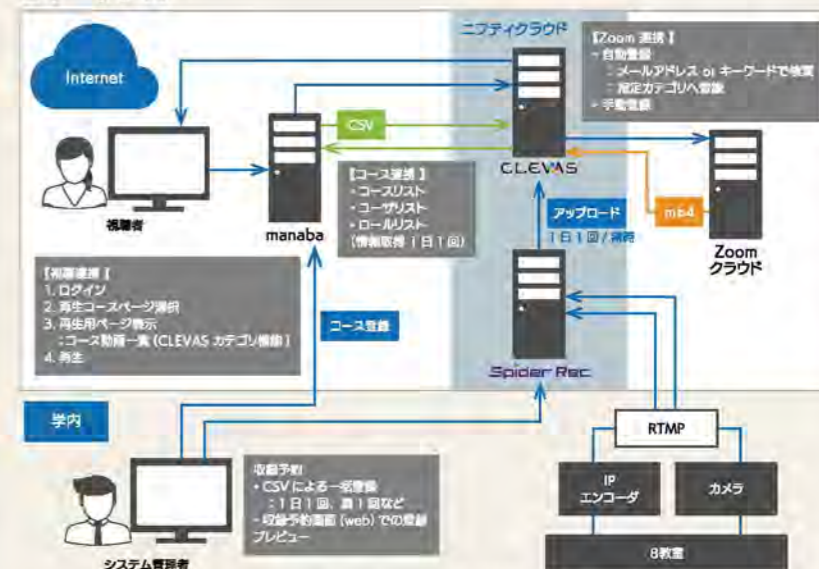 ニフティクラウド
Internet
【Zoom 連携】
・自動登録
：メールアドレス or キーワードで検索
：指定カテゴリへ登録
・手動登録
CSV
CLEVAS
視聴者
manaba
【コース連携】
・コースリスト
・ユーザリスト
・ロールリスト
(情報取得 1日1回)
アップロード
1日1回/随時
mp4
Zoom
クラウド
【視聴連携】
1. ログイン
2. 再生コースページ選択
3. 再生用ページ表示
：コース動画一覧 (CLEVAS カテゴリ機能)
4. 再生
コース登録
Spider Rec
学内
RTMP
IP
エンコーダ
カメラ
8教室
収録予約
・CSVによる一括登録
：1日1回、週1回など
・収録予約画面 (web) での登録
プレビュー
システム管理者